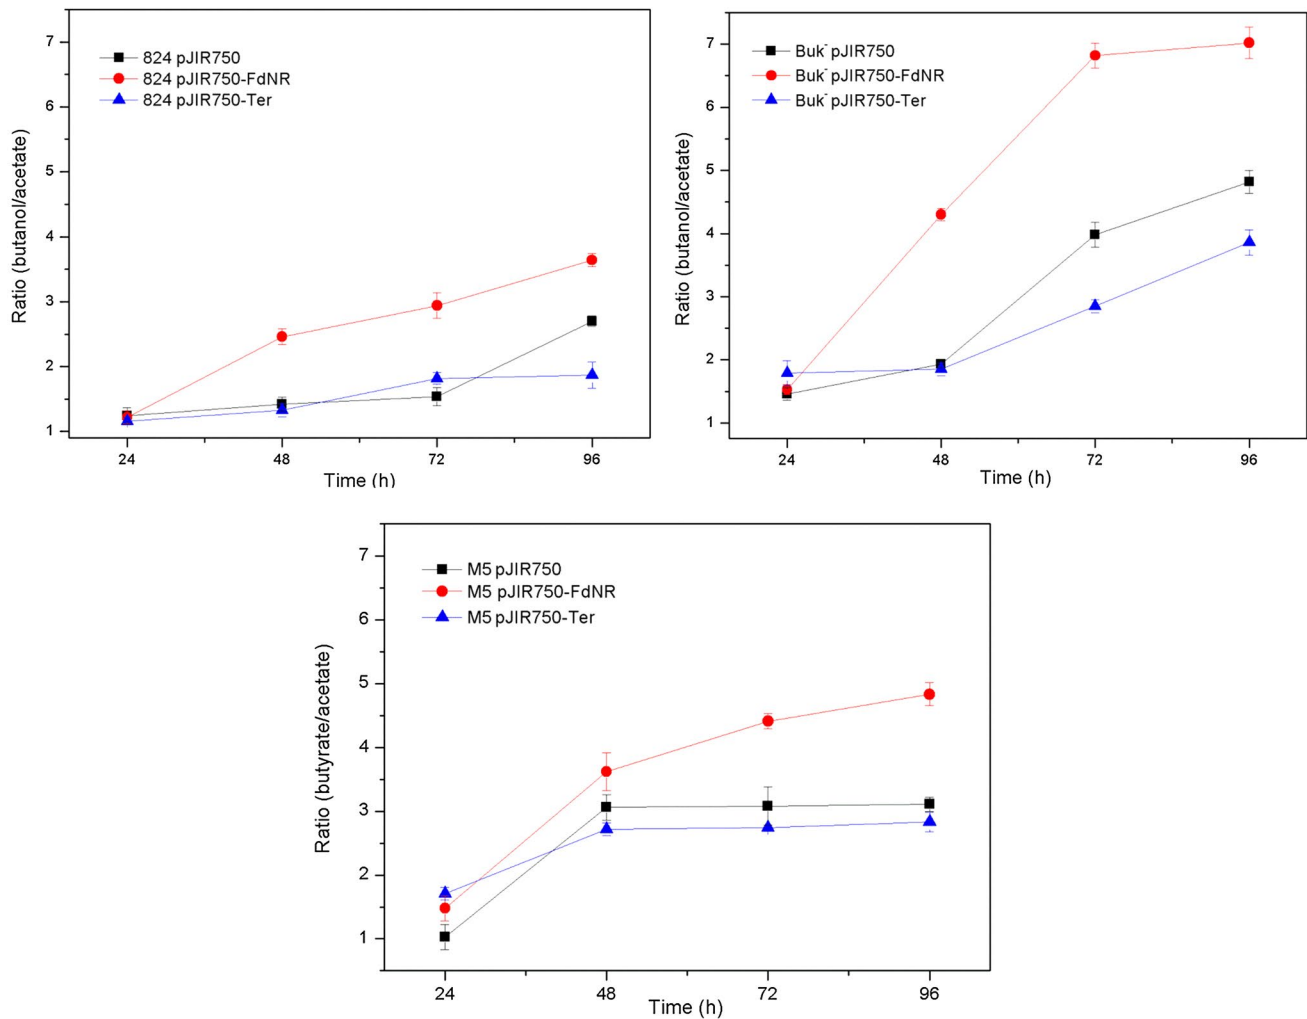 824 pJIR750
824 pJIR750-FdNR
824 pJIR750-Ter
Ratio (butanol/acetate)
7
6
5
4
3
2
1
24 48 72 96
Time (h)
Buk⁻ pJIR750
Buk⁻ pJIR750-FdNR
Buk⁻ pJIR750-Ter
Ratio (butanol/acetate)
7
6
5
4
3
2
1
24 48 72 96
Time (h)
M5 pJIR750
M5 pJIR750-FdNR
M5 pJIR750-Ter
Ratio (butyrate/acetate)
7
6
5
4
3
2
1
24 48 72 96
Time (h)